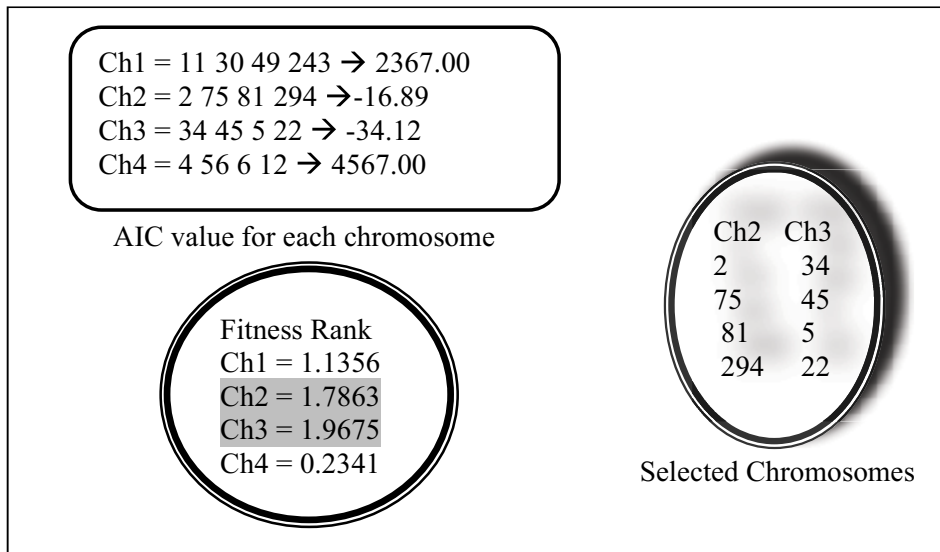 Ch1 = 11 30 49 243 → 2367.00
Ch2 = 2 75 81 294 →-16.89
Ch3 = 34 45 5 22 → -34.12
Ch4 = 4 56 6 12 → 4567.00
AIC value for each chromosome
Fitness Rank
Ch1 = 1.1356
Ch2 = 1.7863
Ch3 = 1.9675
Ch4 = 0.2341
Ch2 Ch3
2 34
75 45
81 5
294 22
Selected Chromosomes